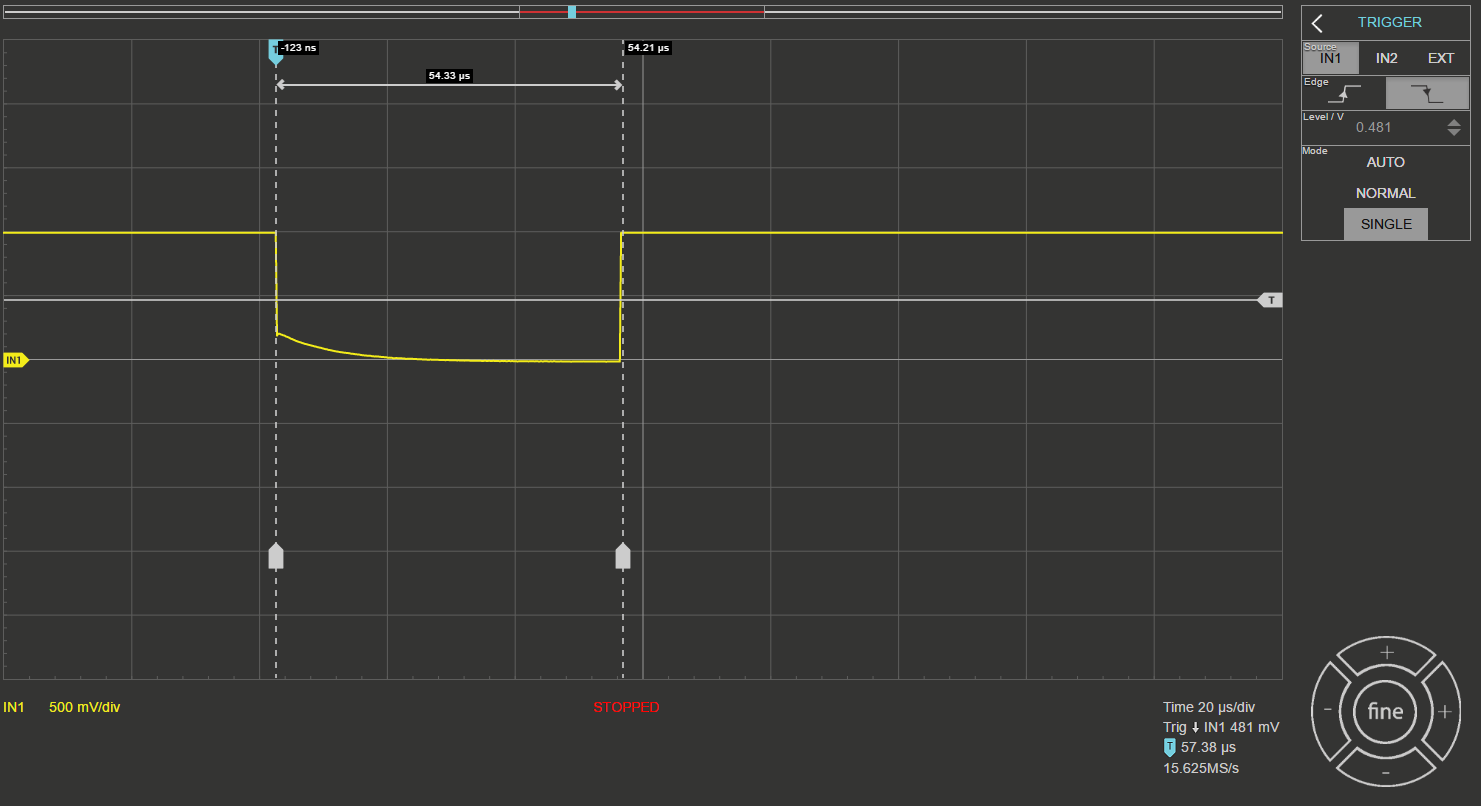 TRIGGER
Source
IN1 IN2 EXT
Edge
Level / V
0.481
Mode
AUTO
NORMAL
SINGLE
T -123 ns
54.21 µs
54.33 µs
T
IN1
IN1 500 mV/div
STOPPED
Time 20 µs/div
Trig IN1 481 mV
T 57.38 µs
15.625MS/s
+
- fine +
-